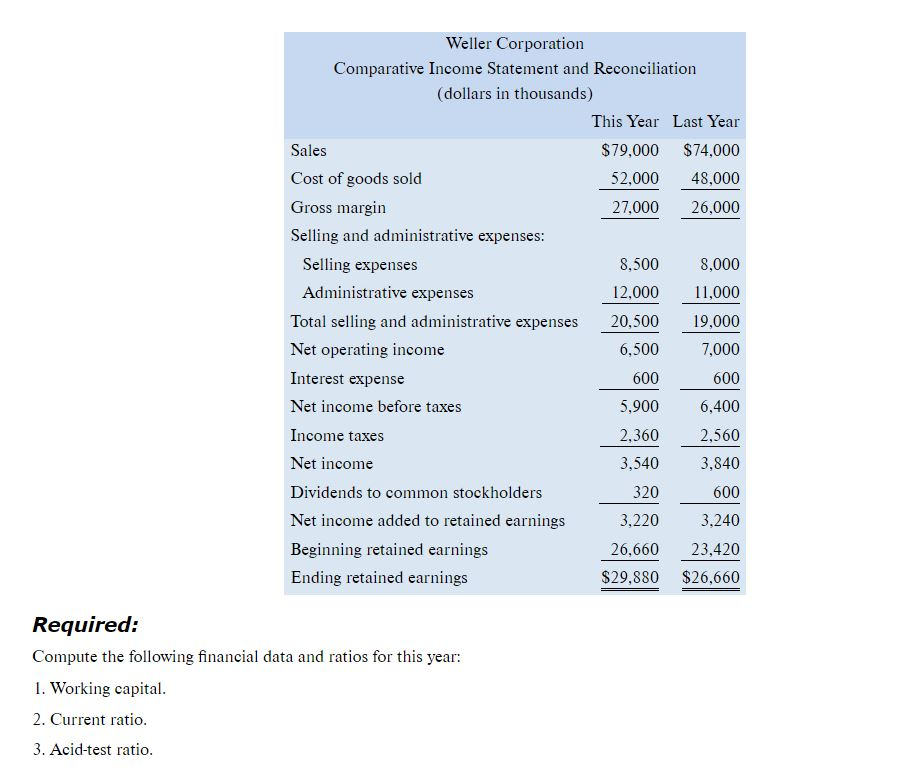 Weller Corporation
Comparative Income Statement and Reconciliation
(dollars in thousands)
This Year Last Year
Sales $79,000 $74,000
Cost of goods sold 52,000 48,000
Gross margin 27,000 26,000
Selling and administrative expenses:
Selling expenses 8,500 8,000
Administrative expenses 12,000 11,000
Total selling and administrative expenses 20,500 19,000
Net operating income 6,500 7,000
Interest expense 600 600
Net income before taxes 5,900 6,400
Income taxes 2,360 2,560
Net income 3,540 3,840
Dividends to common stockholders 320 600
Net income added to retained earnings 3,220 3,240
Beginning retained earnings 26,660 23,420
Ending retained earnings $29,880 $26,660
Required:
Compute the following financial data and ratios for this year:
1. Working capital.
2. Current ratio.
3. Acid-test ratio.